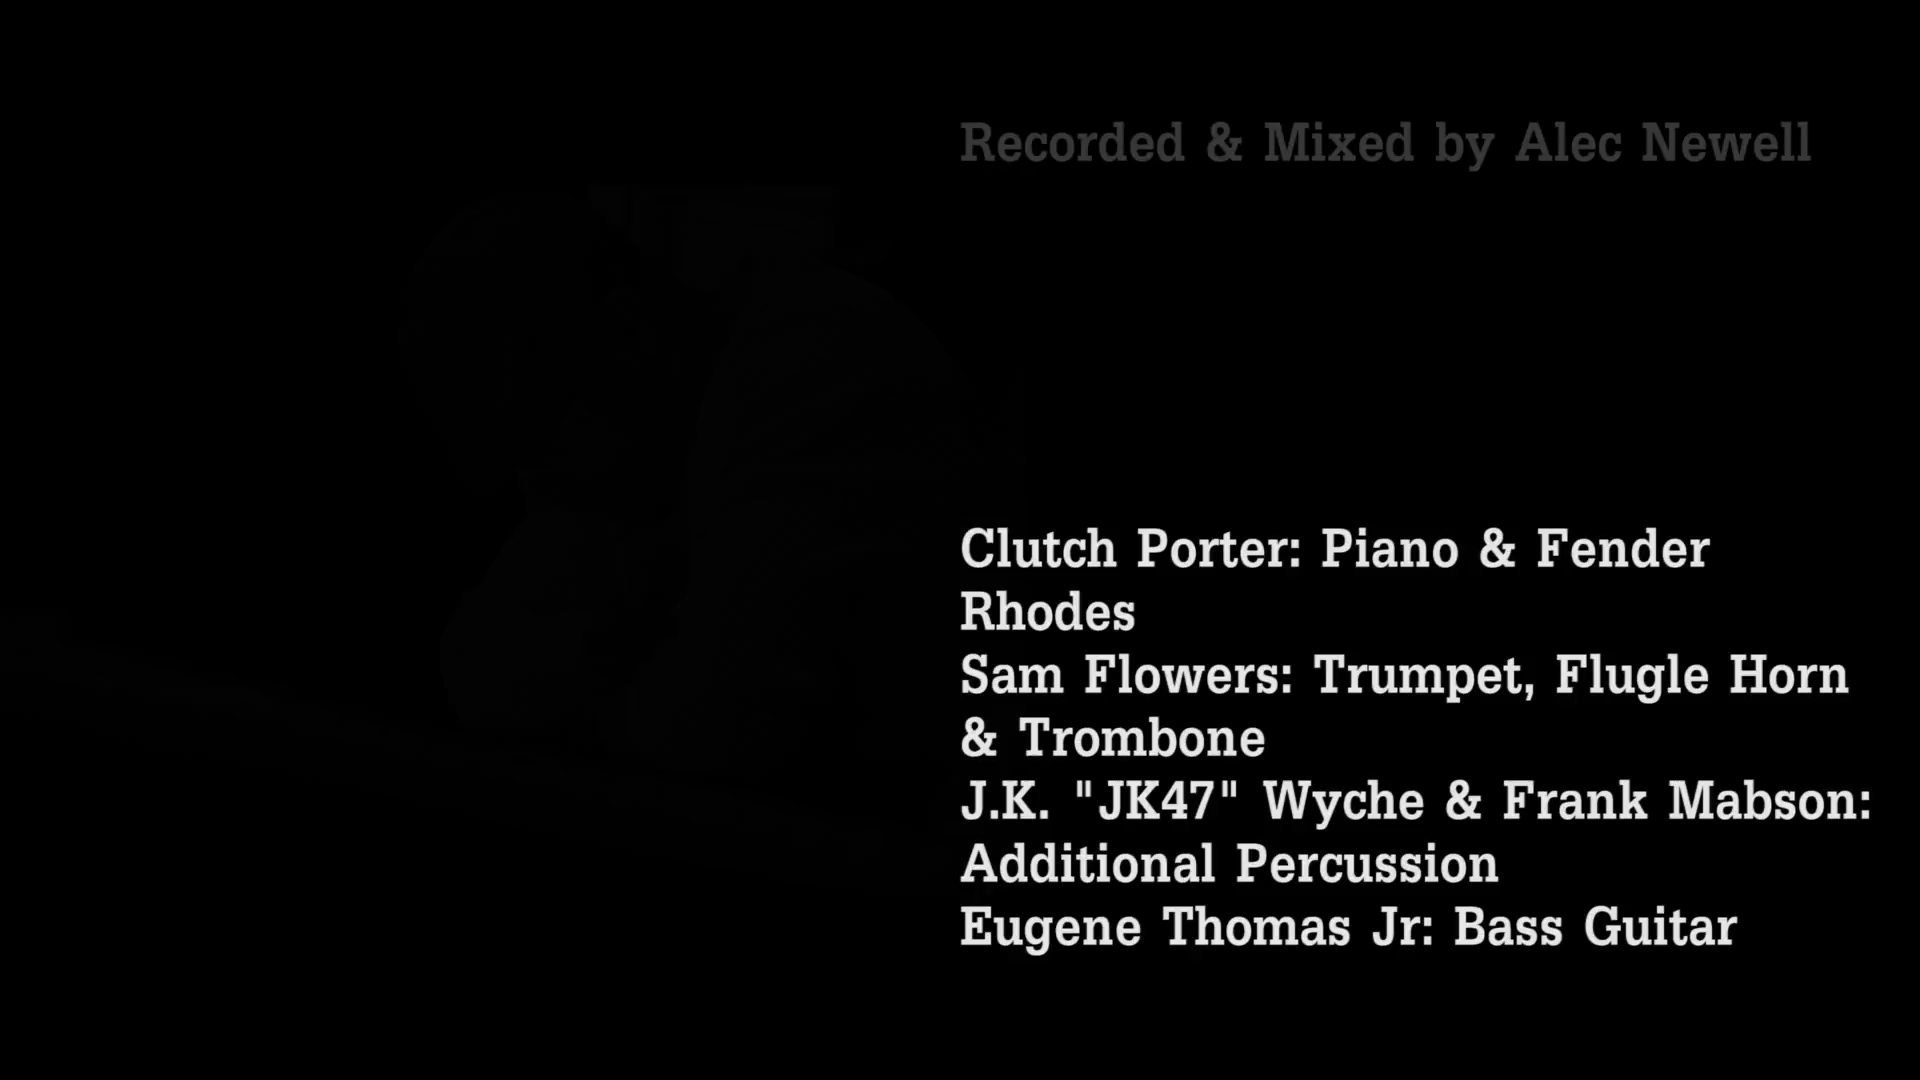 Recorded & Mixed by Alec Newell
Clutch Porter: Piano & Fender
Rhodes
Sam Flowers: Trumpet, Flugle Horn
& Trombone
J.K. "JK47" Wyche & Frank Mabson:
Additional Percussion
Eugene Thomas Jr: Bass Guitar